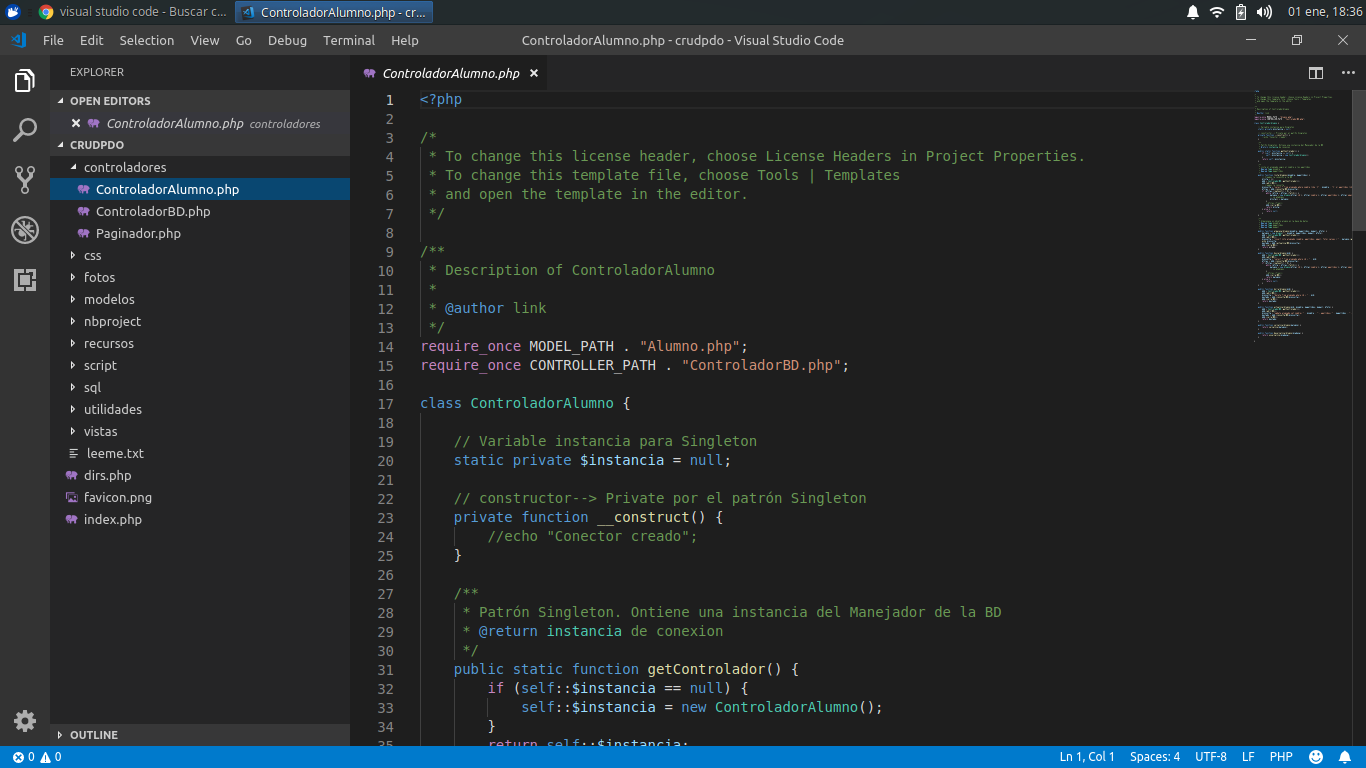 visual studio code - Buscar c...
ControladorAlumno.php - cr...
01 ene, 18:36
File Edit Selection View Go Debug Terminal Help
ControladorAlumno.php - crudpdo - Visual Studio Code
EXPLORER
OPEN EDITORS
ControladorAlumno.php controladores
CRUDPDO
controladores
ControladorAlumno.php
ControladorBD.php
Paginador.php
css
fotos
modelos
nbproject
recursos
script
sql
utilidades
vistas
leeme.txt
dirs.php
favicon.png
index.php
OUTLINE
ControladorAlumno.php
1 <?php
2
3 /*
4 * To change this license header, choose License Headers in Project Properties.
5 * To change this template file, choose Tools | Templates
6 * and open the template in the editor.
7 */
8
9 /**
10 * Description of ControladorAlumno
11 *
12 * @author link
13 */
14 require_once MODEL_PATH . "Alumno.php";
15 require_once CONTROLLER_PATH . "ControladorBD.php";
16
17 class ControladorAlumno {
18
19 // Variable instancia para Singleton
20 static private $instancia = null;
21
22 // constructor--> Private por el patrón Singleton
23 private function __construct() {
24 //echo "Conector creado";
25 }
26
27 /**
28 * Patrón Singleton. Ontiene una instancia del Manejador de la BD
29 * @return instancia de conexion
30 */
31 public static function getControlador() {
32 if (self::$instancia == null) {
33 self::$instancia = new ControladorAlumno();
34 }
35 return self::$instancia;
0 0
Ln 1, Col 1 Spaces: 4 UTF-8 LF PHP